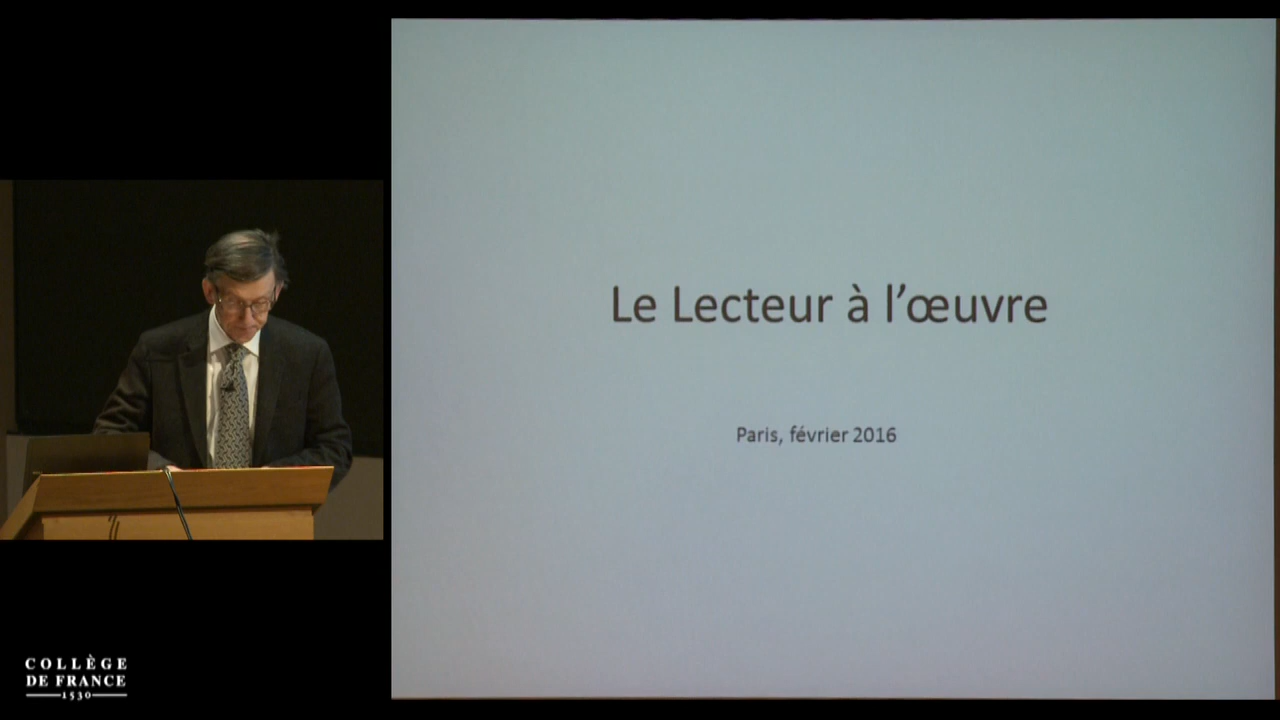 Le Lecteur à l’œuvre
Paris, février 2016
COLLÈGE
DE FRANCE
1530